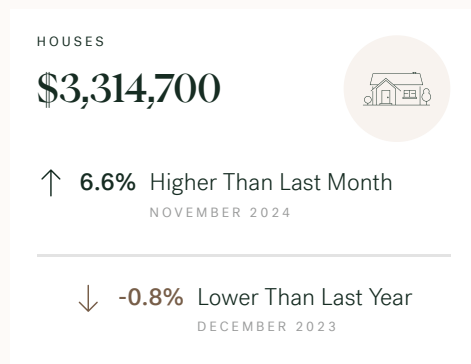 HOUSES
$3,314,700
↑ 6.6% Higher Than Last Month
NOVEMBER 2024
↓ -0.8% Lower Than Last Year
DECEMBER 2023